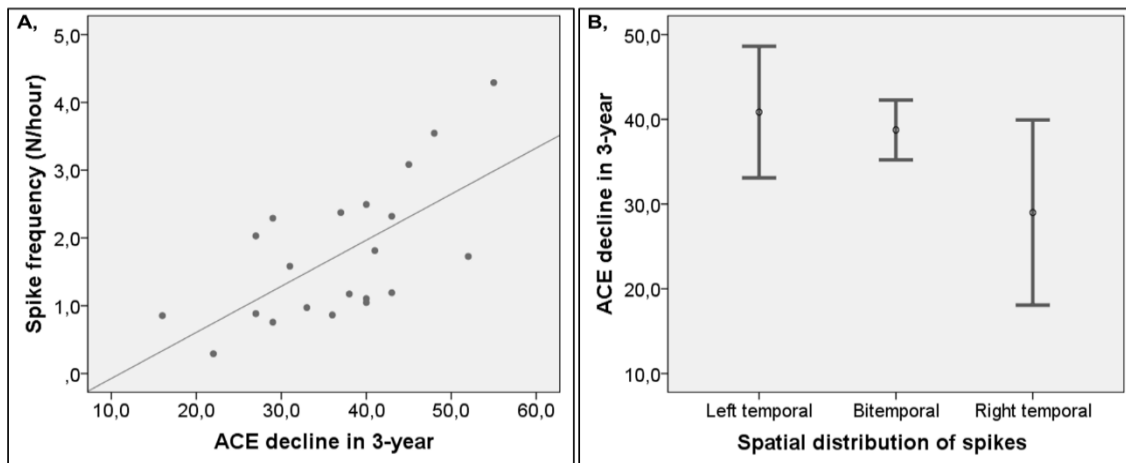 A,
Spike frequency (N/hour)
5,0
4,0
3,0
2,0
1,0
,0
10,0 20,0 30,0 40,0 50,0 60,0
ACE decline in 3-year
B,
ACE decline in 3-year
50,0
40,0
30,0
20,0
10,0
Left temporal Bitemporal Right temporal
Spatial distribution of spikes